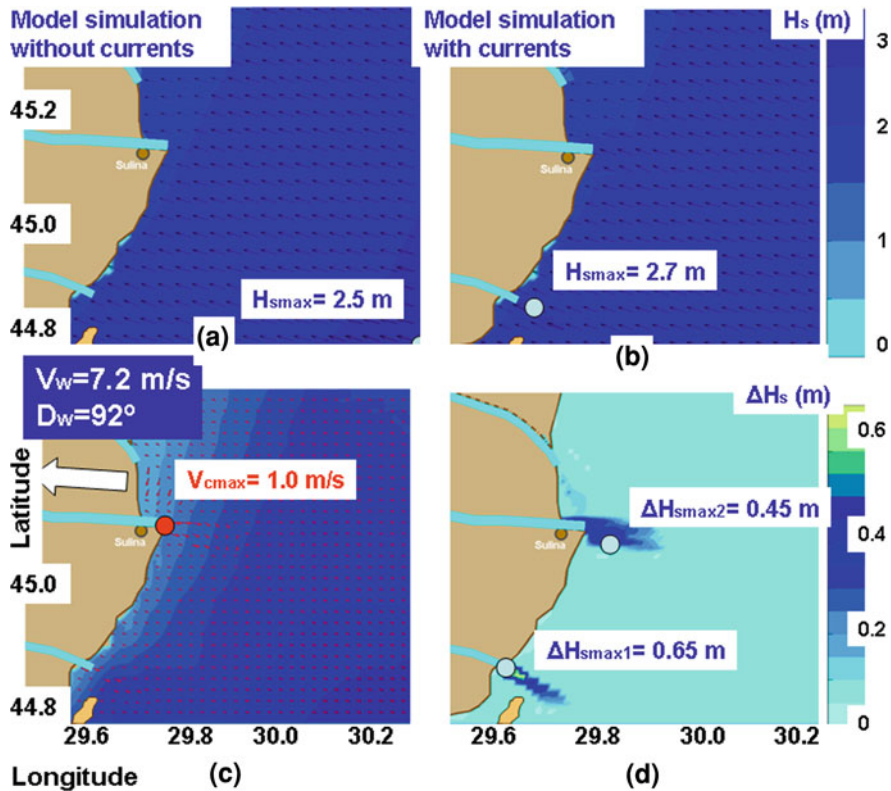 Model simulation
without currents
45.2
45.0
44.8
Sulina
Hsmax= 2.5 m
(a)
Model simulation
with currents
Sulina
Hsmax= 2.7 m
(b)
Hs (m)
3
2
1
0
Vw=7.2 m/s
Dw=92º
Latitude
Vcmax= 1.0 m/s
Sulina
45.0
44.8
29.6
29.8
30.0
30.2
Longitude
(c)
ΔHs (m)
ΔHsmax2= 0.45 m
Sulina
ΔHsmax1= 0.65 m
0.6
0.4
0.2
0
29.6
29.8
30.0
30.2
(d)